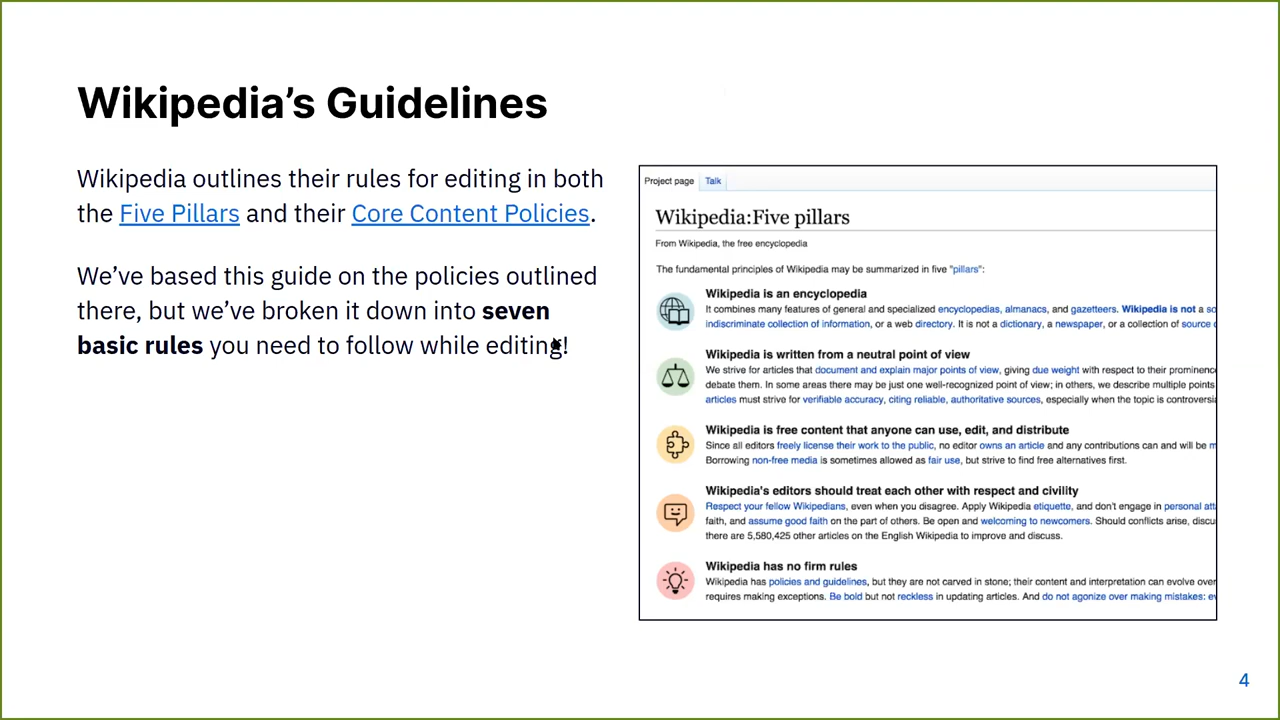 Wikipedia’s Guidelines
Wikipedia outlines their rules for editing in both
the Five Pillars and their Core Content Policies.
We’ve based this guide on the policies outlined
there, but we’ve broken it down into seven
basic rules you need to follow while editing!
Project page Talk
Wikipedia:Five pillars
From Wikipedia, the free encyclopedia
The fundamental principles of Wikipedia may be summarized in five "pillars":
Wikipedia is an encyclopedia
It combines many features of general and specialized encyclopedias, almanacs, and gazetteers. Wikipedia is not a so
indiscriminate collection of information, or a web directory. It is not a dictionary, a newspaper, or a collection of source
Wikipedia is written from a neutral point of view
We strive for articles that document and explain major points of view, giving due weight with respect to their prominenc
debate them. In some areas there may be just one well-recognized point of view; in others, we describe multiple points
articles must strive for verifiable accuracy, citing reliable, authoritative sources, especially when the topic is controversia
Wikipedia is free content that anyone can use, edit, and distribute
Since all editors freely license their work to the public, no editor owns an article and any contributions can and will be m
Borrowing non-free media is sometimes allowed as fair use, but strive to find free alternatives first.
Wikipedia's editors should treat each other with respect and civility
Respect your fellow Wikipedians, even when you disagree. Apply Wikipedia etiquette, and don't engage in personal att
faith, and assume good faith on the part of others. Be open and welcoming to newcomers. Should conflicts arise, discu
there are 5,580,425 other articles on the English Wikipedia to improve and discuss.
Wikipedia has no firm rules
Wikipedia has policies and guidelines, but they are not carved in stone; their content and interpretation can evolve over
requires making exceptions. Be bold but not reckless in updating articles. And do not agonize over making mistakes: ev
4